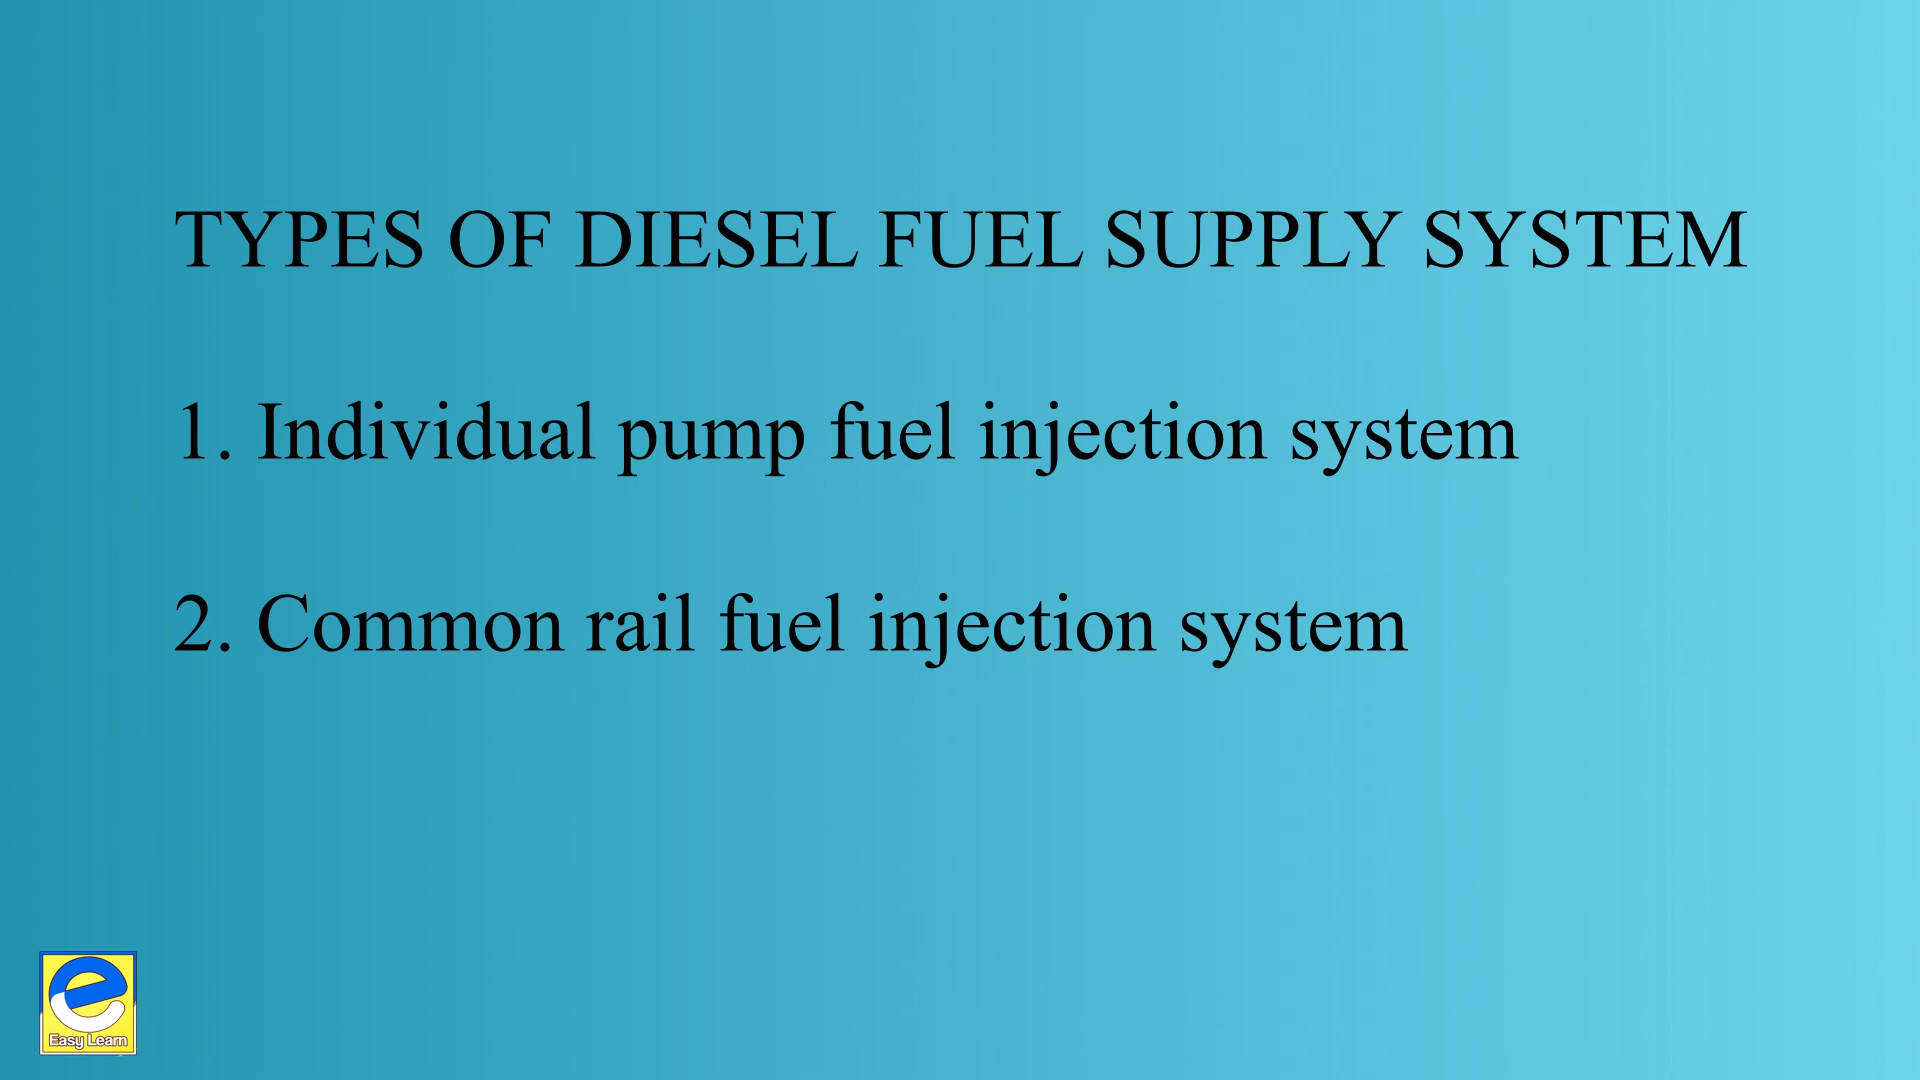 TYPES OF DIESEL FUEL SUPPLY SYSTEM
1. Individual pump fuel injection system
2. Common rail fuel injection system
e
Easy Learn